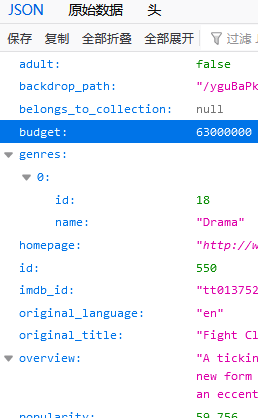 JSON 原始数据 头
保存 复制 全部折叠 全部展开 过滤
adult: false
backdrop_path: "/yguBaPk
belongs_to_collection: null
budget: 63000000
genres:
0:
id: 18
name: "Drama"
homepage: "http://w
id: 550
imdb_id: "tt013752
original_language: "en"
original_title: "Fight Cl
overview: "A tickin
new form
an eccent
popularity: 59.756